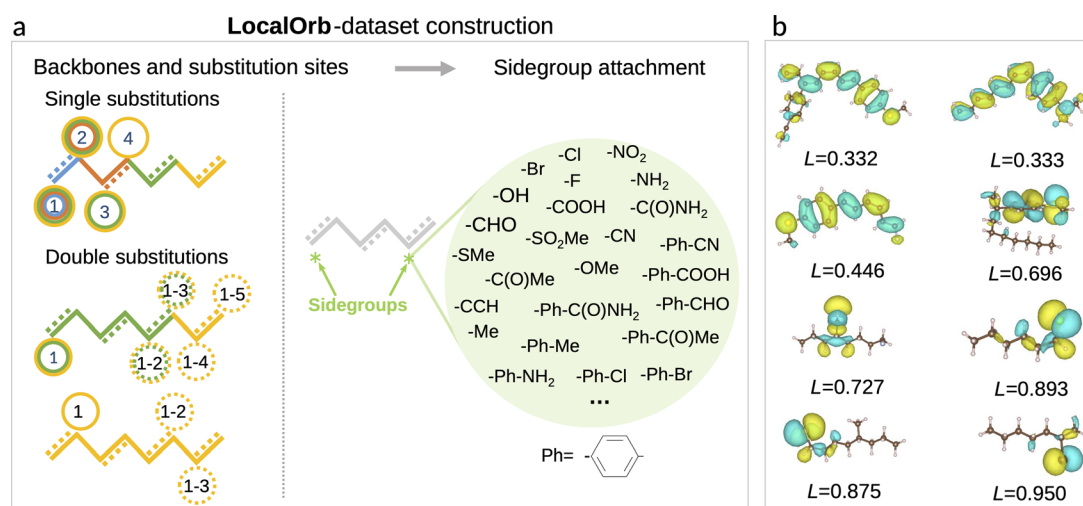 a
LocalOrb-dataset construction
b
Backbones and substitution sites
Sidegroup attachment
Single substitutions
2
4
1
3
Double substitutions
1-3
1-5
1
1-2
1-4
1
1-2
1-3
Sidegroups
-Cl
-NO₂
-Br
-F
-NH₂
-OH
-COOH
-C(O)NH₂
-CHO
-SO₂Me
-CN
-Ph-CN
-SMe
-OMe
-Ph-COOH
-C(O)Me
-CCH
-Ph-C(O)NH₂
-Ph-CHO
-Me
-Ph-Me
-Ph-C(O)Me
-Ph-NH₂
-Ph-Cl
-Ph-Br
...
Ph= -
L=0.332
L=0.333
L=0.446
L=0.696
L=0.727
L=0.893
L=0.875
L=0.950